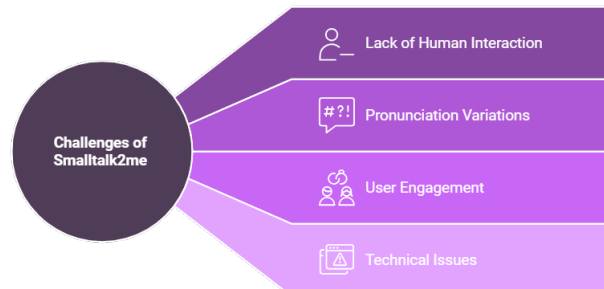 Challenges of
Smalltalk2me
Lack of Human Interaction
#?!
Pronunciation Variations
User Engagement
Technical Issues